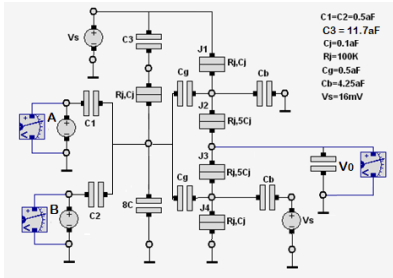 C1=C2=0.5aF
C3 = 11.7aF
Cj=0.1aF
Rj=100K
Cg=0.5aF
Cb=4.25aF
Vs=16mV
Vs
C3
J1
Rj,Cj
Cg
Cb
Rj,Cj
A
C1
J2
Rj,5Cj
J3
Rj,5Cj
V0
B
C2
8C
Cg
Cb
J4
Rj,Cj
Vs